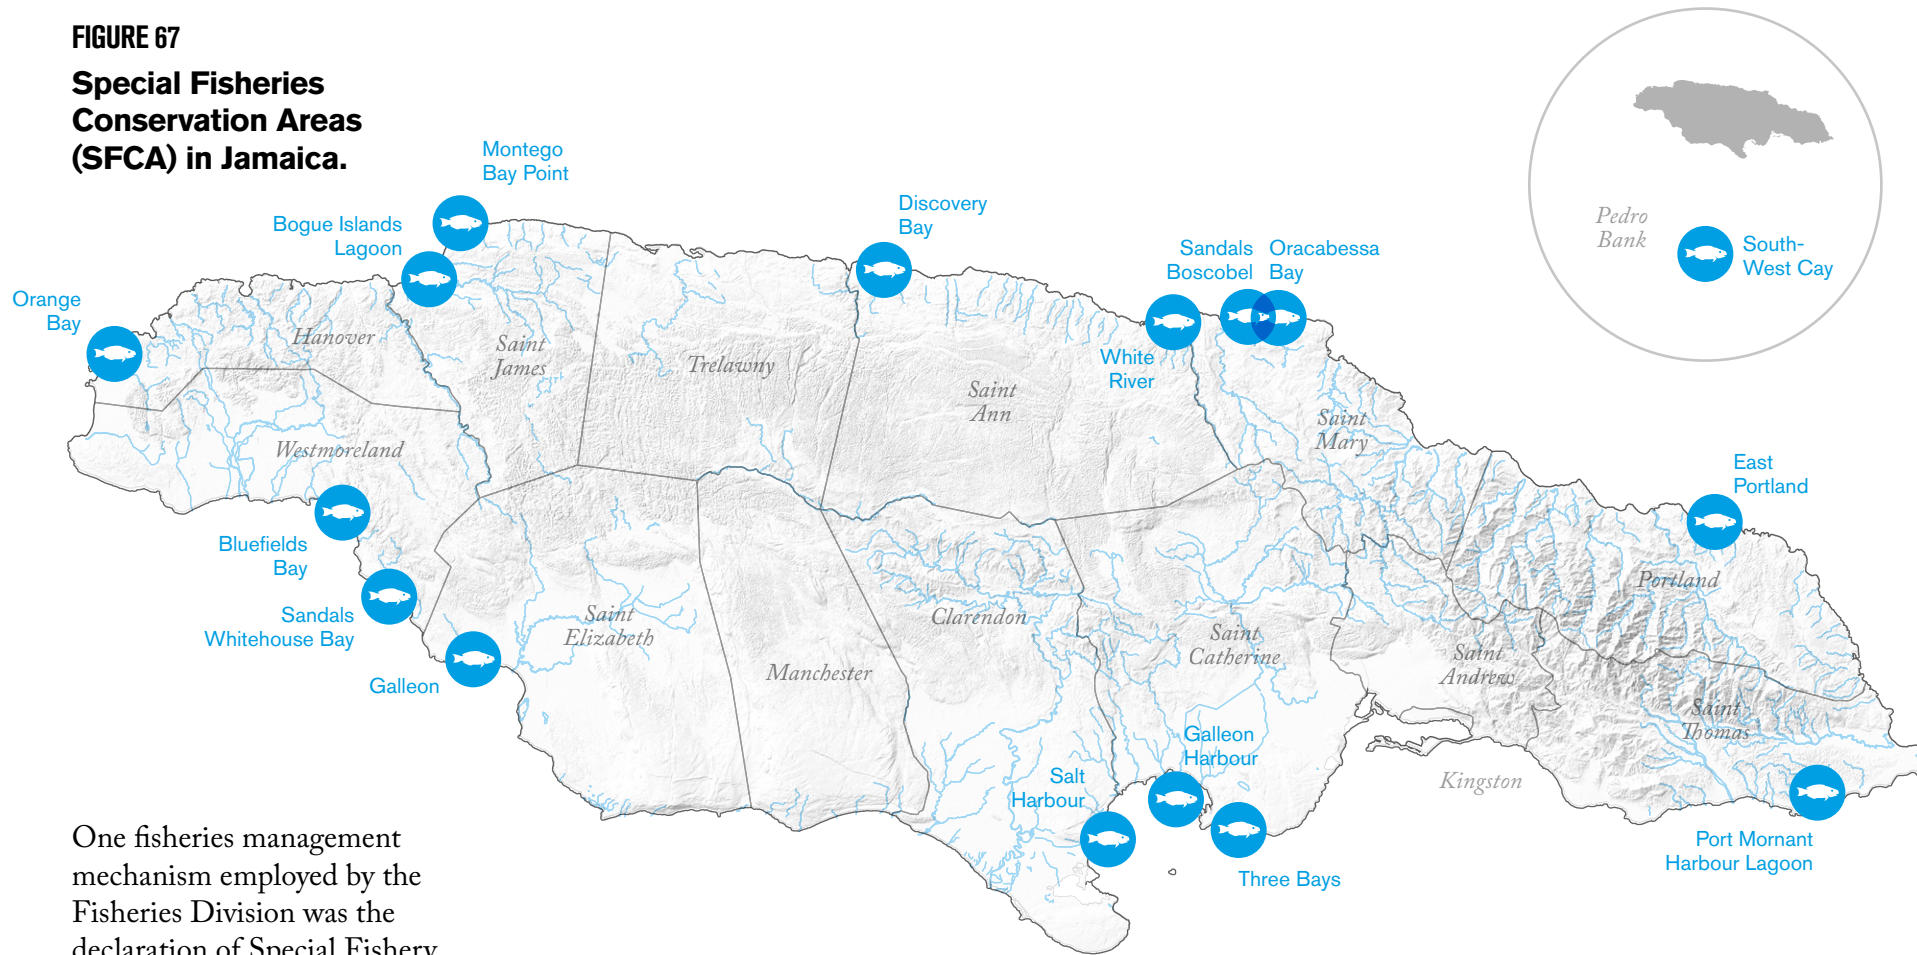 FIGURE 67
Special Fisheries
Conservation Areas
(SFCA) in Jamaica.
Montego
Bay Point
Bogue Islands
Lagoon
Discovery
Bay
Sandals
Boscobel
Oracabessa
Bay
Pedro
Bank
South-
West Cay
Orange
Bay
Hanover
Saint
James
Trelawny
Saint
Ann
White
River
Saint
Mary
Westmoreland
East
Portland
Bluefields
Bay
Sandals
Whitehouse Bay
Galleon
Saint
Elizabeth
Manchester
Clarendon
Saint
Catherine
Portland
Saint
Andrew
Saint
Thomas
Kingston
Galleon
Harbour
Salt
Harbour
Three Bays
Port Mornant
Harbour Lagoon
One fisheries management
mechanism employed by the
Fisheries Division was the
declaration of Special Fishery